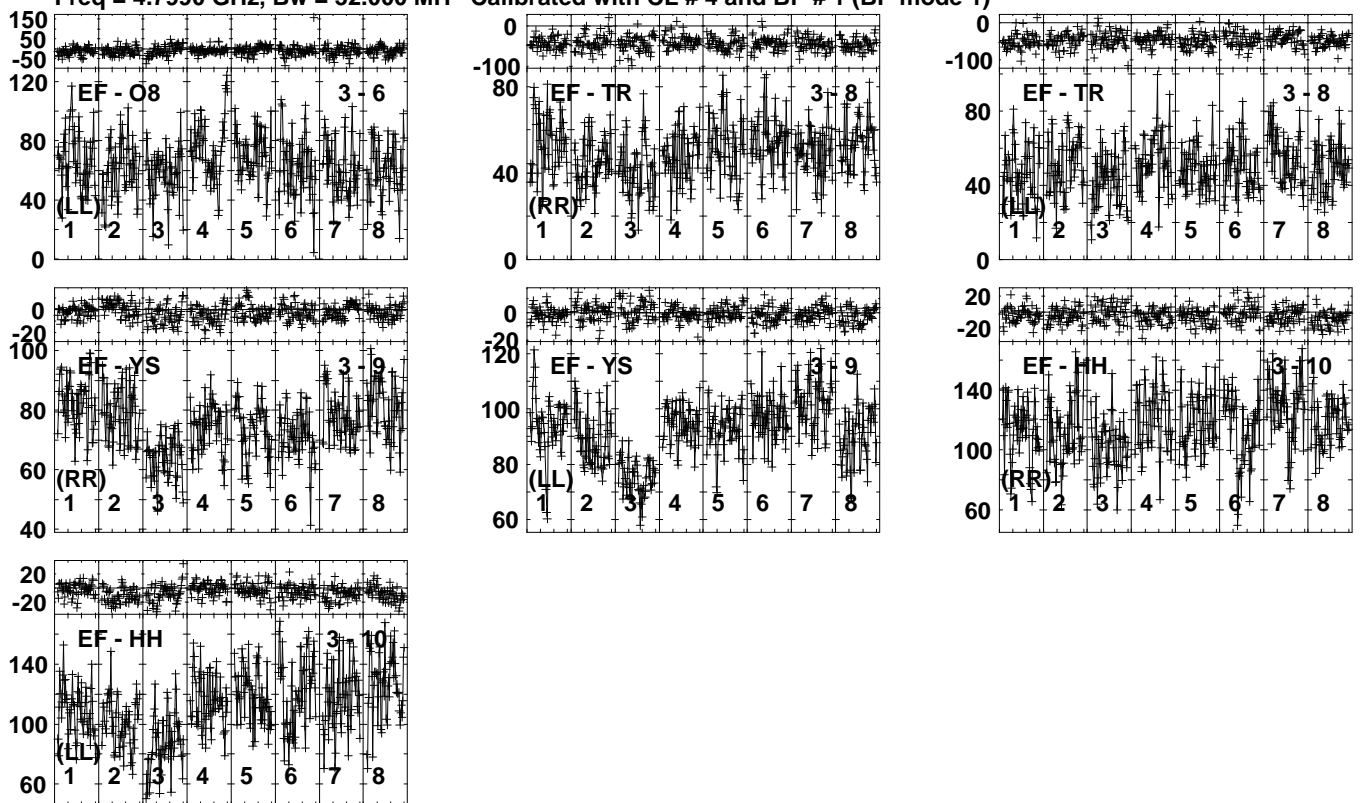 Freq = 4.7990 GHz, Bw = 32.000 MH Calibrated with CL # 4 and BP # 1 (BP mode 1)
150
50
-50
120
80
40
0
EF - O8 3 - 6
(LL)
1 2 3 4 5 6 7 8
0
-100
80
40
0
EF - TR 3 - 8
(RR)
1 2 3 4 5 6 7 8
0
-100
80
40
0
EF - TR 3 - 8
(LL)
1 2 3 4 5 6 7 8
0
-20
100
80
60
40
EF - YS 3 - 9
(RR)
1 2 3 4 5 6 7 8
0
-20
120
100
80
60
EF - YS 3 - 9
(LL)
1 2 3 4 5 6 7 8
20
-20
140
100
60
EF - HH 3 - 10
(RR)
1 2 3 4 5 6 7 8
20
-20
140
100
60
EF - HH 3 - 10
(LL)
1 2 3 4 5 6 7 8